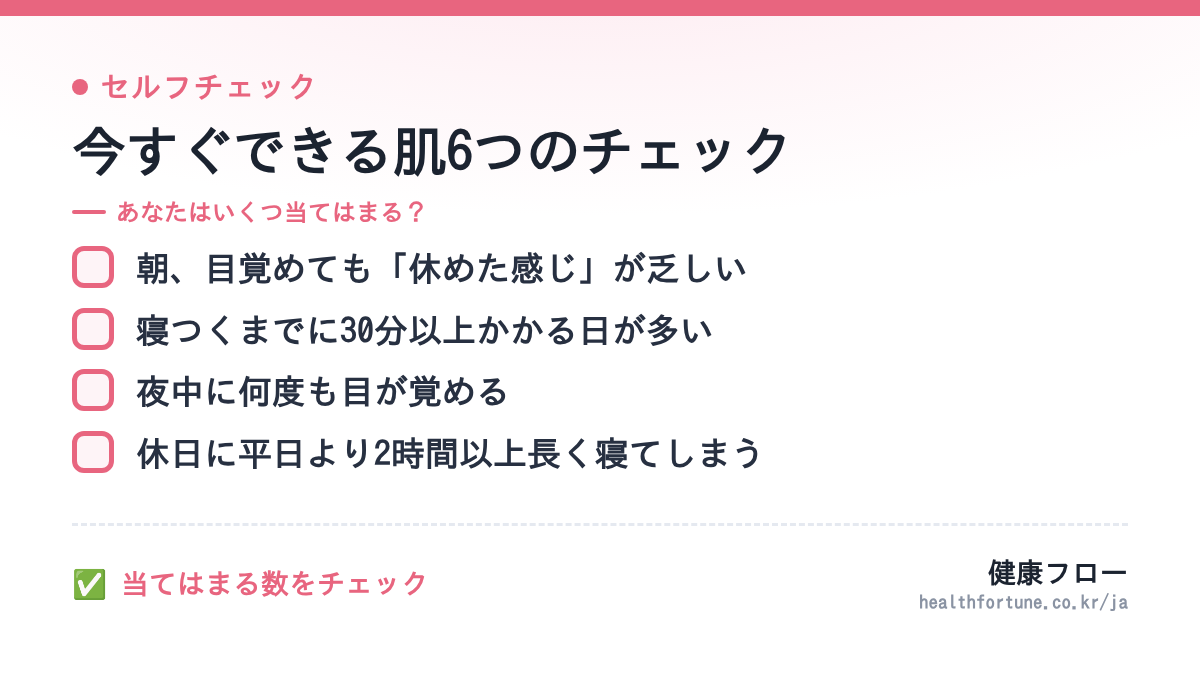 セルフチェック
今すぐできる肌6つのチェック
あなたはいくつ当てはまる？
朝、目覚めても「休めた感じ」が乏しい
寝つくまでに30分以上かかる日が多い
夜中に何度も目が覚める
休日に平日より2時間以上長く寝てしまう
✅ 当てはまる数をチェック
健康フロー
healthfortune.co.kr/ja